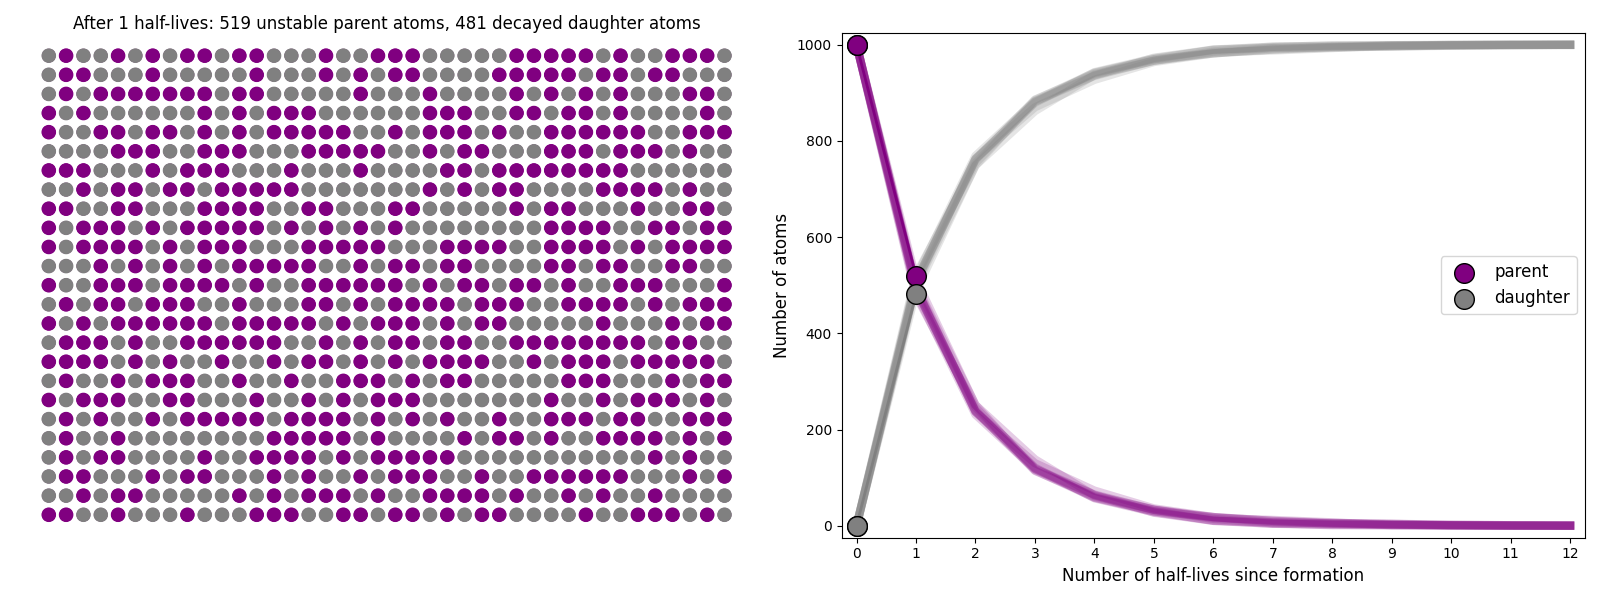 After 1 half-lives: 519 unstable parent atoms, 481 decayed daughter atoms
1000
800
600
400
200
0
Number of atoms
parent
daughter
0 1 2 3 4 5 6 7 8 9 10 11 12
Number of half-lives since formation